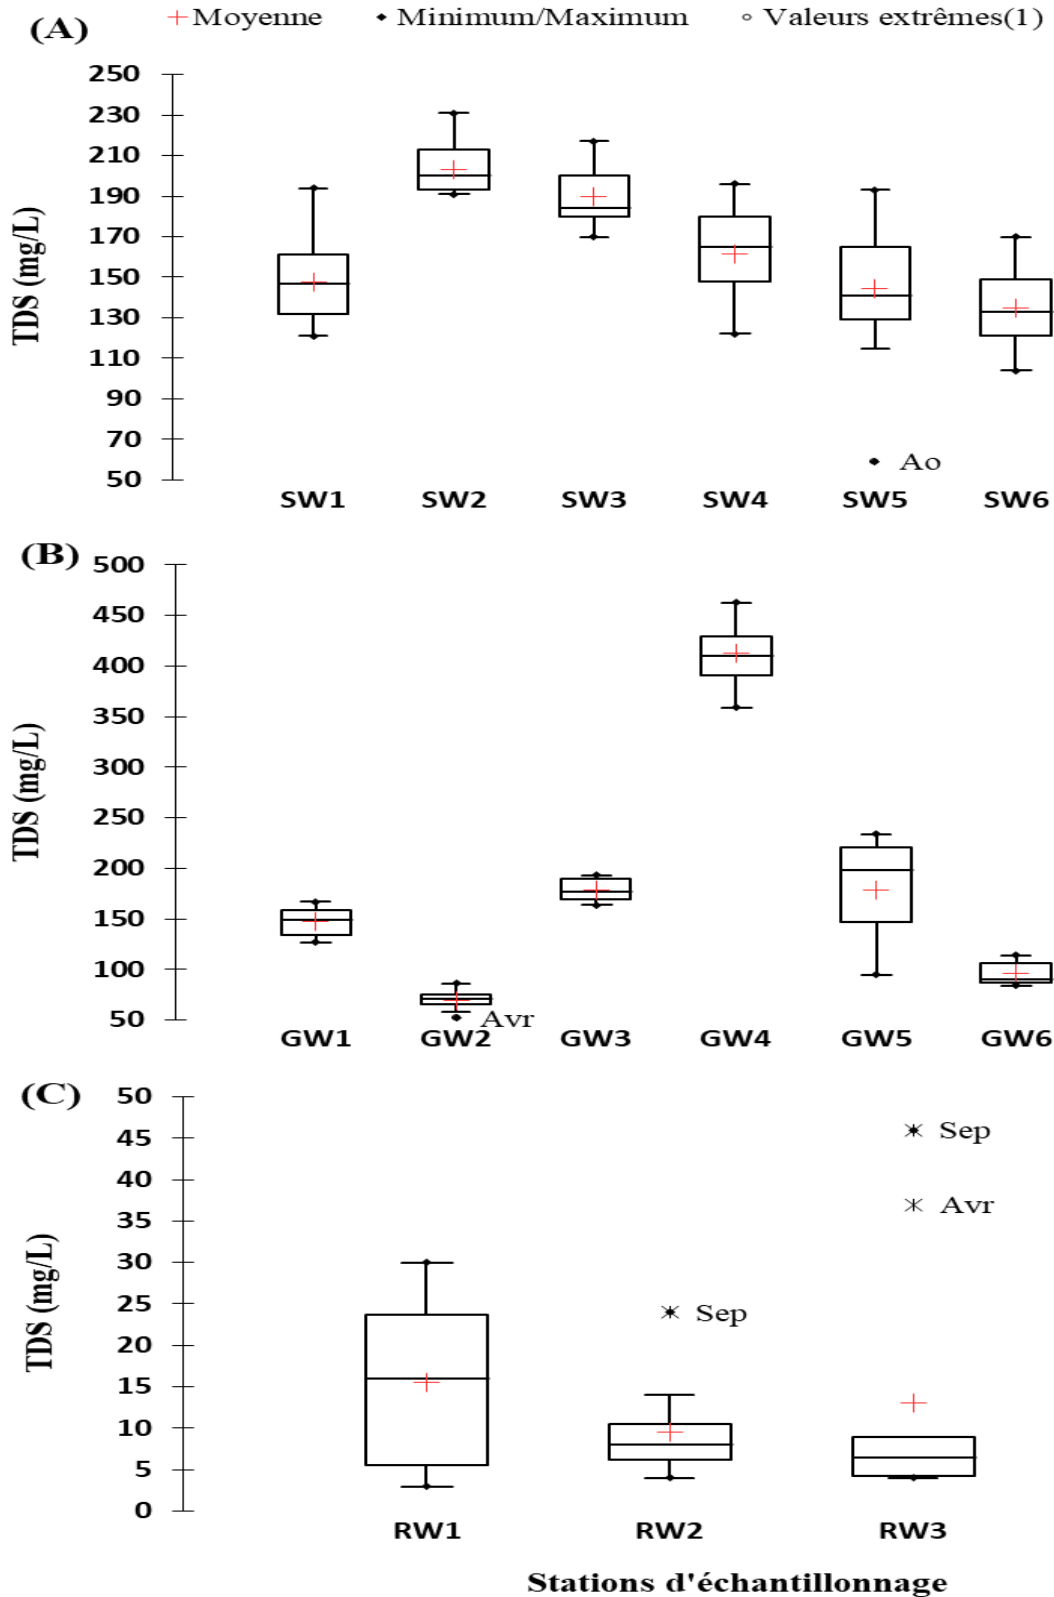 (A) Moyenne Minimum/Maximum Valeurs extrêmes(1)
TDS (mg/L)
250
230
210
190
170
150
130
110
90
70
50
Ao
SW1 SW2 SW3 SW4 SW5 SW6
(B)
TDS (mg/L)
500
450
400
350
300
250
200
150
100
50
Avr
GW1 GW2 GW3 GW4 GW5 GW6
(C)
TDS (mg/L)
50
45
40
35
30
25
20
15
10
5
0
Sep
Avr
Sep
RW1 RW2 RW3
Stations d'échantillonnage